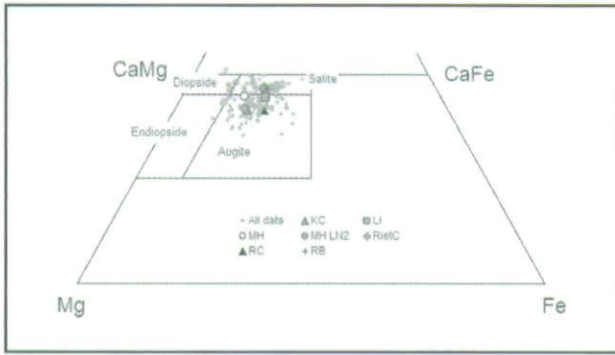 CaMg
CaFe
Diopside
Salite
Endiopside
Augite
All data KC LI
MH MH LN2 RietC
RC RB
Mg
Fe